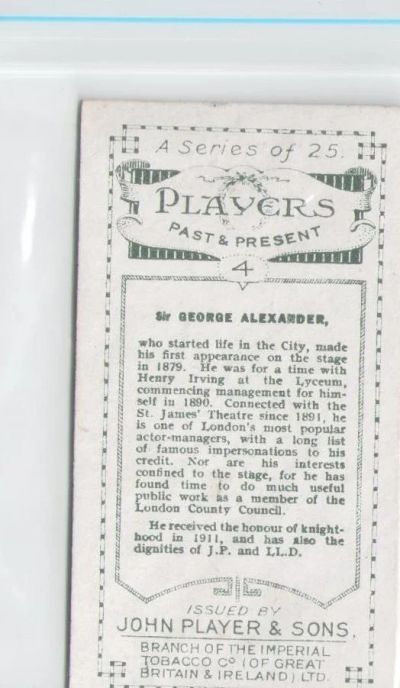 A Series of 25.
PLAYERS
PAST & PRESENT
4
Sir GEORGE ALEXANDER,
who started life in the City, made
his first appearance on the stage
in 1879. He was for a time with
Henry Irving at the Lyceum,
commencing management for him-
self in 1890. Connected with the
St. James' Theatre since 1891, he
is one of London's most popular
actor-managers, with a long list
of famous impersonations to his
credit. Nor are his interests
confined to the stage, for he has
found time to do much useful
public work as a member of the
London County Council.
He received the honour of knight-
hood in 1911, and has also the
dignities of J.P. and LL.D.
ISSUED BY
JOHN PLAYER & SONS.
BRANCH OF THE IMPERIAL
TOBACCO Cº (OF GREAT
BRITAIN & IRELAND) LTD.